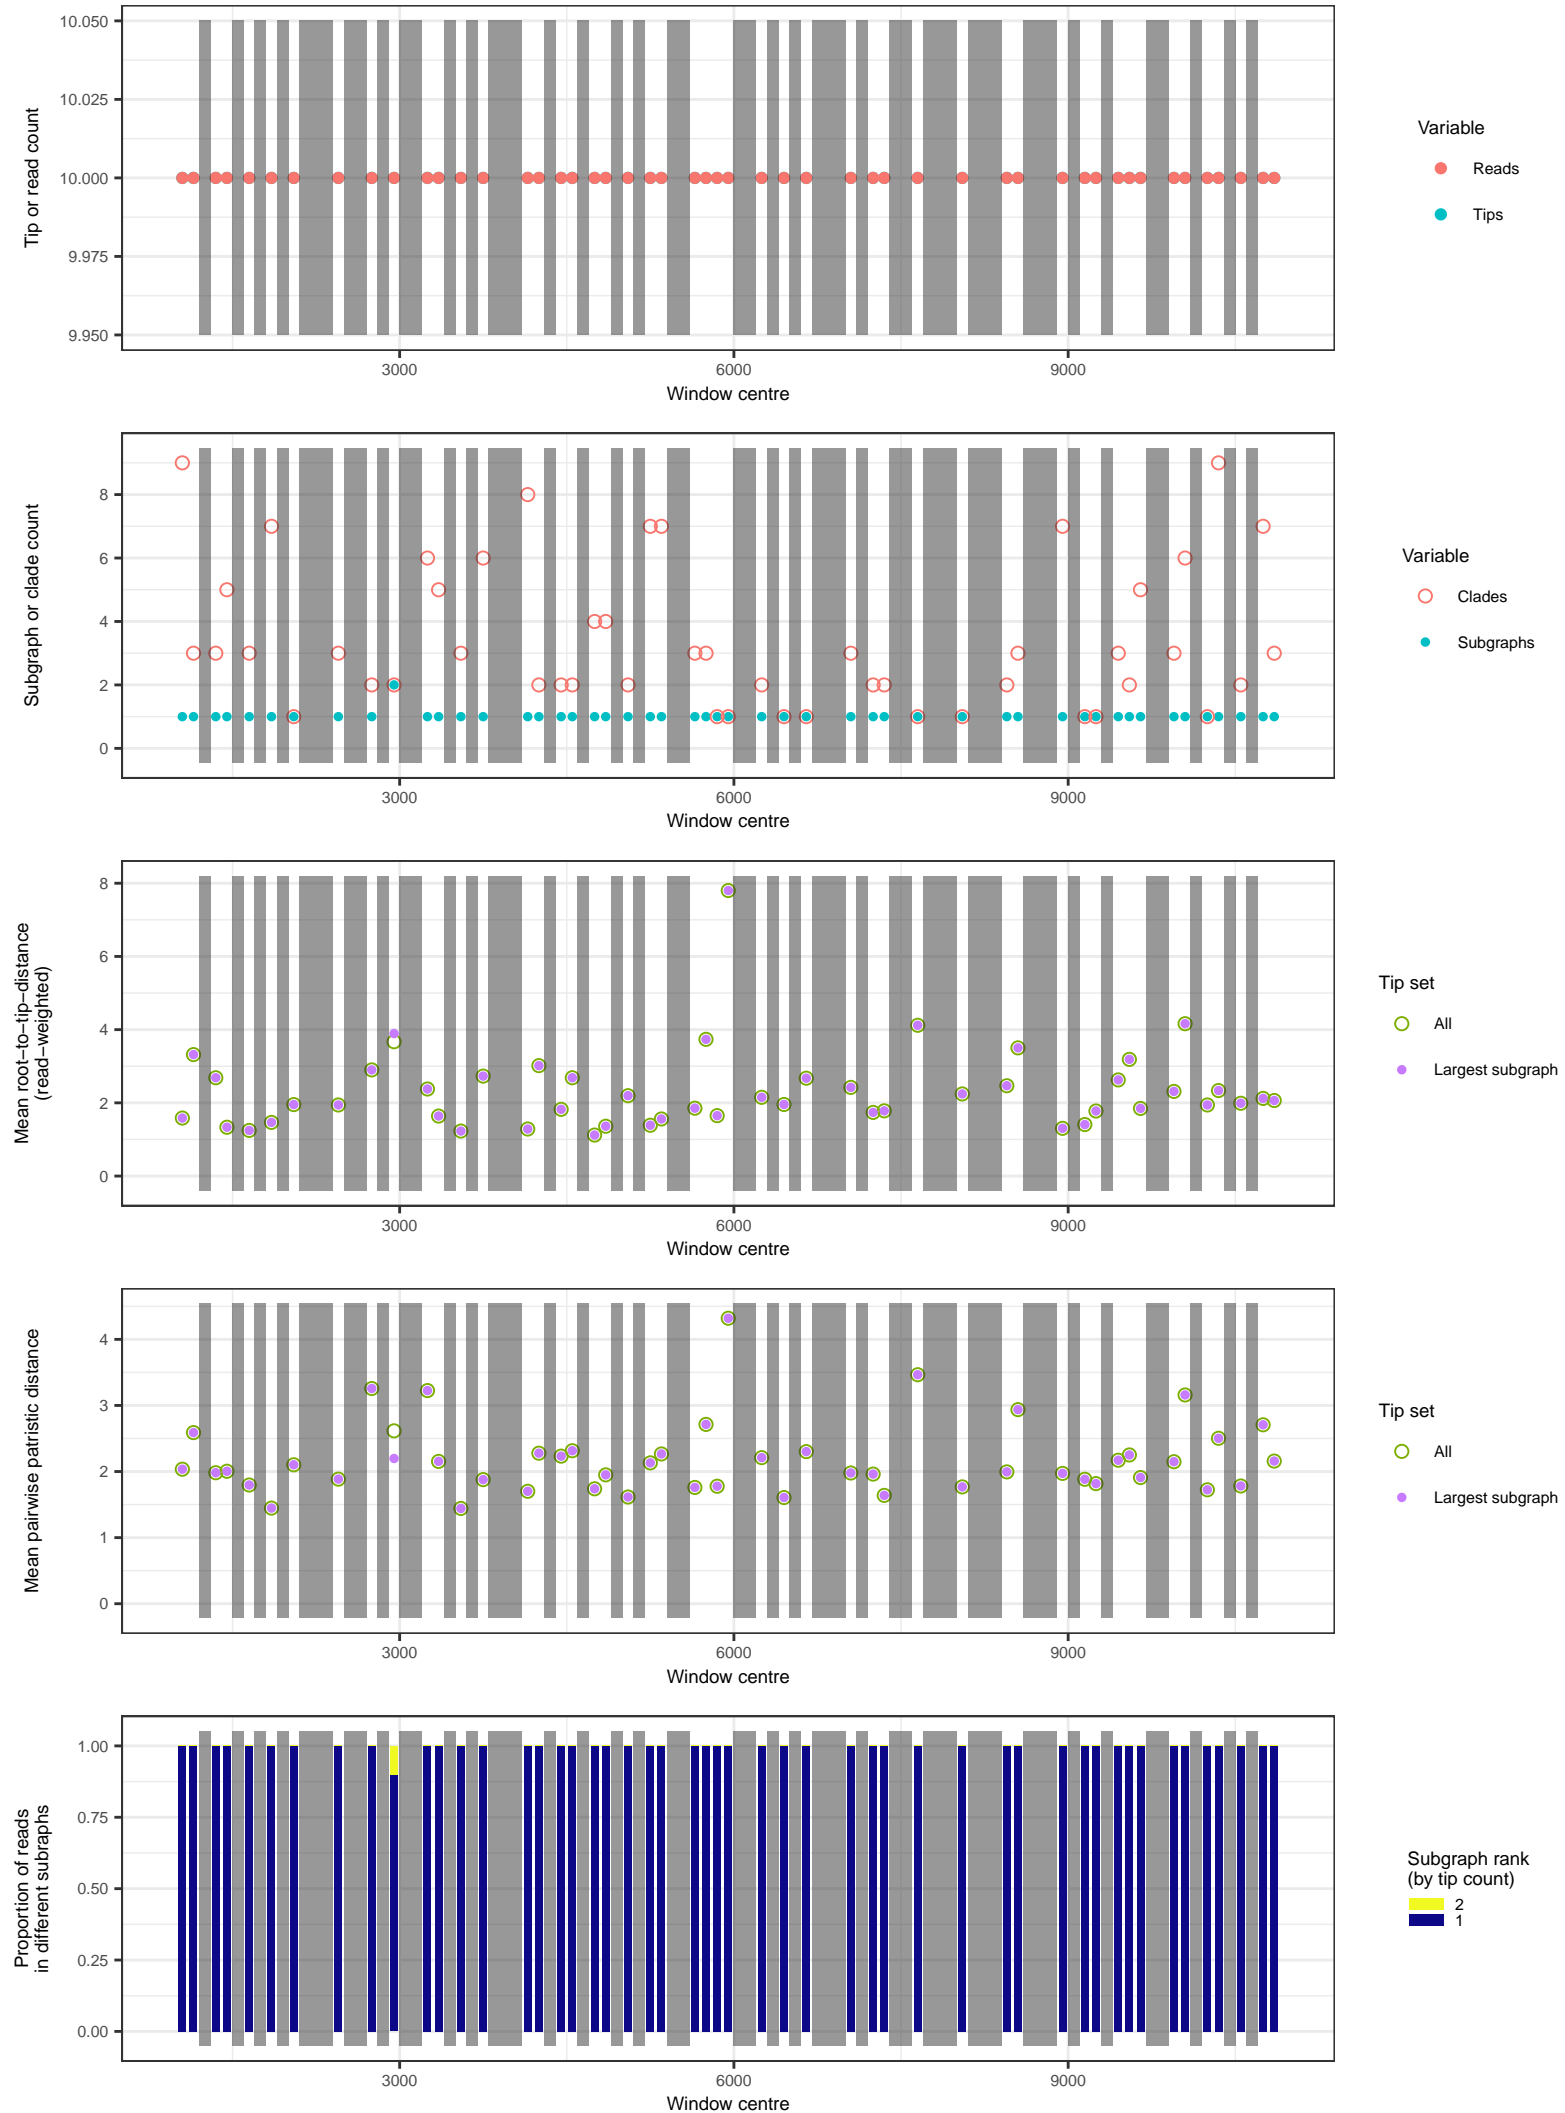 Tip or read count
10.050
10.025
10.000
9.975
9.950
3000
6000
9000
Window centre
Variable
Reads
Tips
Subgraph or clade count
8
6
4
2
0
3000
6000
9000
Window centre
Variable
Clades
Subgraphs
Mean root−to−tip−distance
(read−weighted)
8
6
4
2
0
3000
6000
9000
Window centre
Tip set
All
Largest subgraph
Mean pairwise patristic distance
4
3
2
1
0
3000
6000
9000
Window centre
Tip set
All
Largest subgraph
Proportion of reads
in different subraphs
1.00
0.75
0.50
0.25
0.00
3000
6000
9000
Window centre
Subgraph rank
(by tip count)
2
1